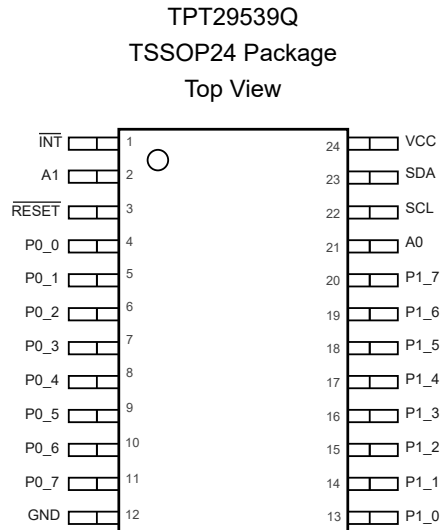 TPT29539Q
TSSOP24 Package
Top View
INT 1 24 VCC
A1 2 23 SDA
RESET 3 22 SCL
P0_0 4 21 A0
P0_1 5 20 P1_7
P0_2 6 19 P1_6
P0_3 7 18 P1_5
P0_4 8 17 P1_4
P0_5 9 16 P1_3
P0_6 10 15 P1_2
P0_7 11 14 P1_1
GND 12 13 P1_0